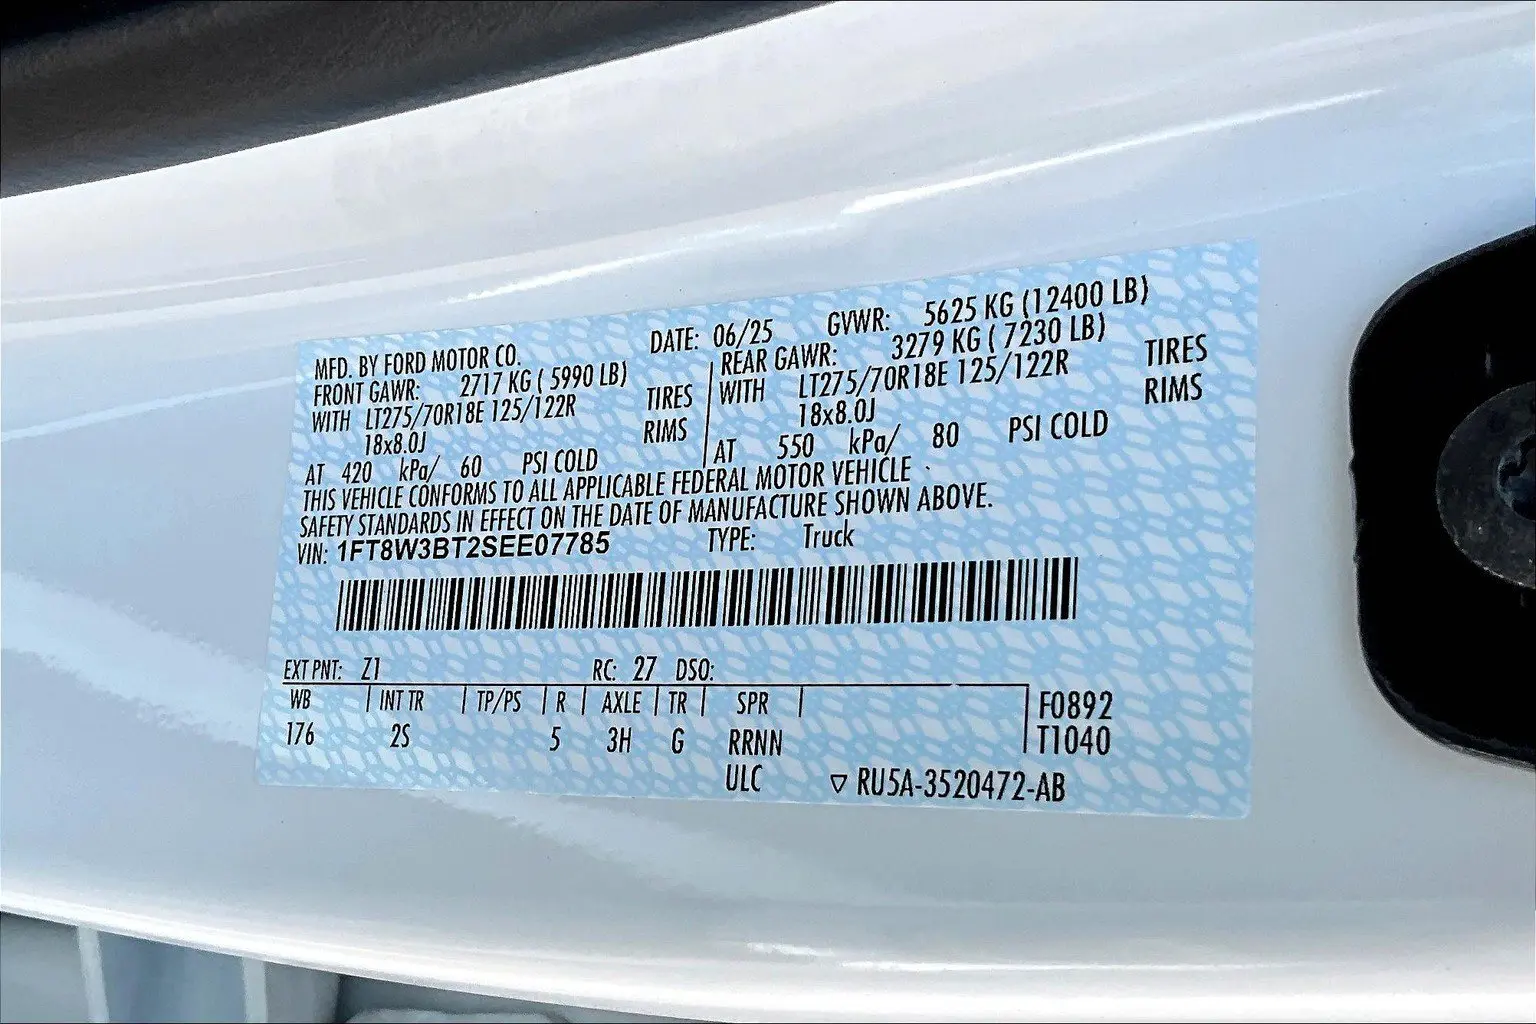 MFD. BY FORD MOTOR CO. DATE: 06/25 GVWR: 5625 KG (12400 LB)
FRONT GAWR: 2717 KG ( 5990 LB) REAR GAWR: 3279 KG ( 7230 LB)
WITH LT275/70R18E 125/122R TIRES WITH LT275/70R18E 125/122R TIRES
18x8.0J RIMS 18x8.0J RIMS
AT 420 kPa/ 60 PSI COLD AT 550 kPa/ 80 PSI COLD
THIS VEHICLE CONFORMS TO ALL APPLICABLE FEDERAL MOTOR VEHICLE
SAFETY STANDARDS IN EFFECT ON THE DATE OF MANUFACTURE SHOWN ABOVE.
VIN: 1FT8W3BT2SEE07785 TYPE: Truck
EXT PNT: Z1 RC: 27 DSO:
WB INT TR TP/PS R AXLE TR SPR F0892
176 2S 5 3H G RRNN T1040
ULC ▽ RU5A-3520472-AB